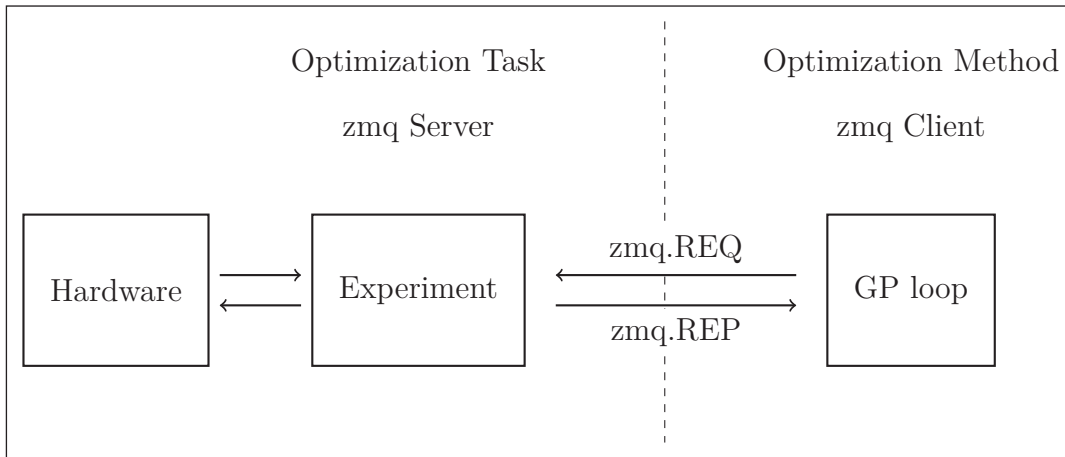 Optimization Task
Optimization Method
zmq Server
zmq Client
zmq.REQ
Hardware
Experiment
GP loop
zmq.REP